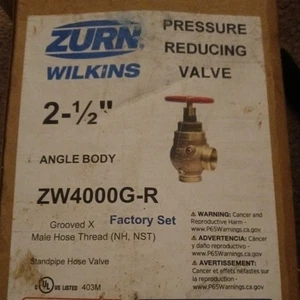 ZURN
WILKINS
PRESSURE
REDUCING
VALVE
2-½"
ANGLE BODY
ZW4000G-R
Grooved X
Factory Set
Male Hose Thread (NH, NST)
Standpipe Hose Valve
UL US LISTED 403M
WARNING: Cancer and
Reproductive Harm -
www.P65Warnings.ca.gov
ADVERTENCIA: Cáncer
y daño reproductivo -
www.P65Warnings.ca.gov
AVERTISSEMENT:
Cancer et effets néfastes sur
la reproduction -
www.P65Warnings.ca.gov